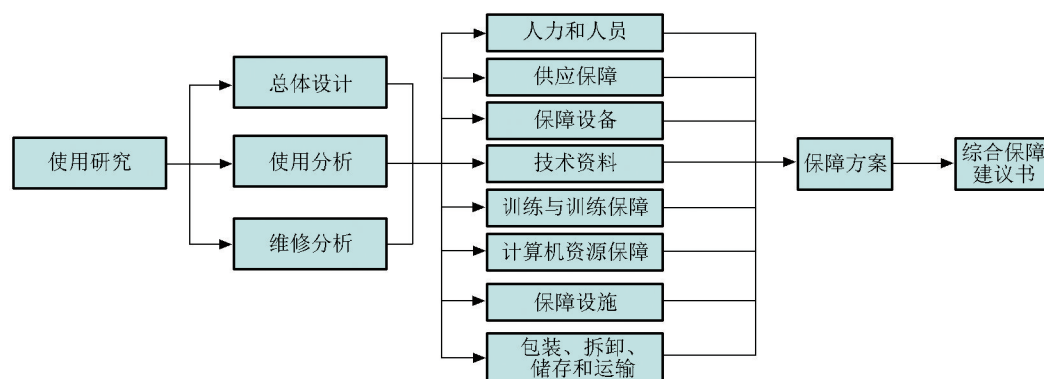 使用研究
总体设计
使用分析
维修分析
人力和人员
供应保障
保障设备
技术资料
训练与训练保障
计算机资源保障
保障设施
包装、拆卸、
储存和运输
保障方案
综合保障
建议书